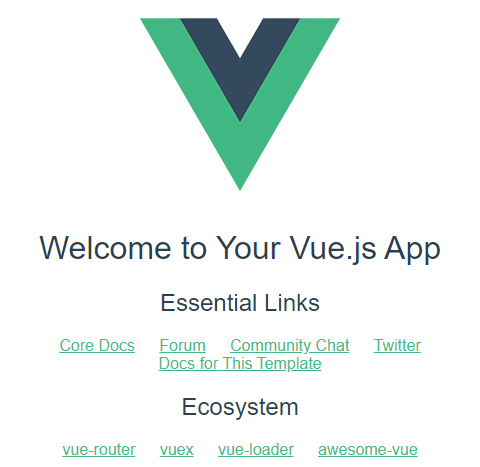 Welcome to Your Vue.js App
Essential Links
Core Docs Forum Community Chat Twitter
Docs for This Template
Ecosystem
vue-router vuex vue-loader awesome-vue